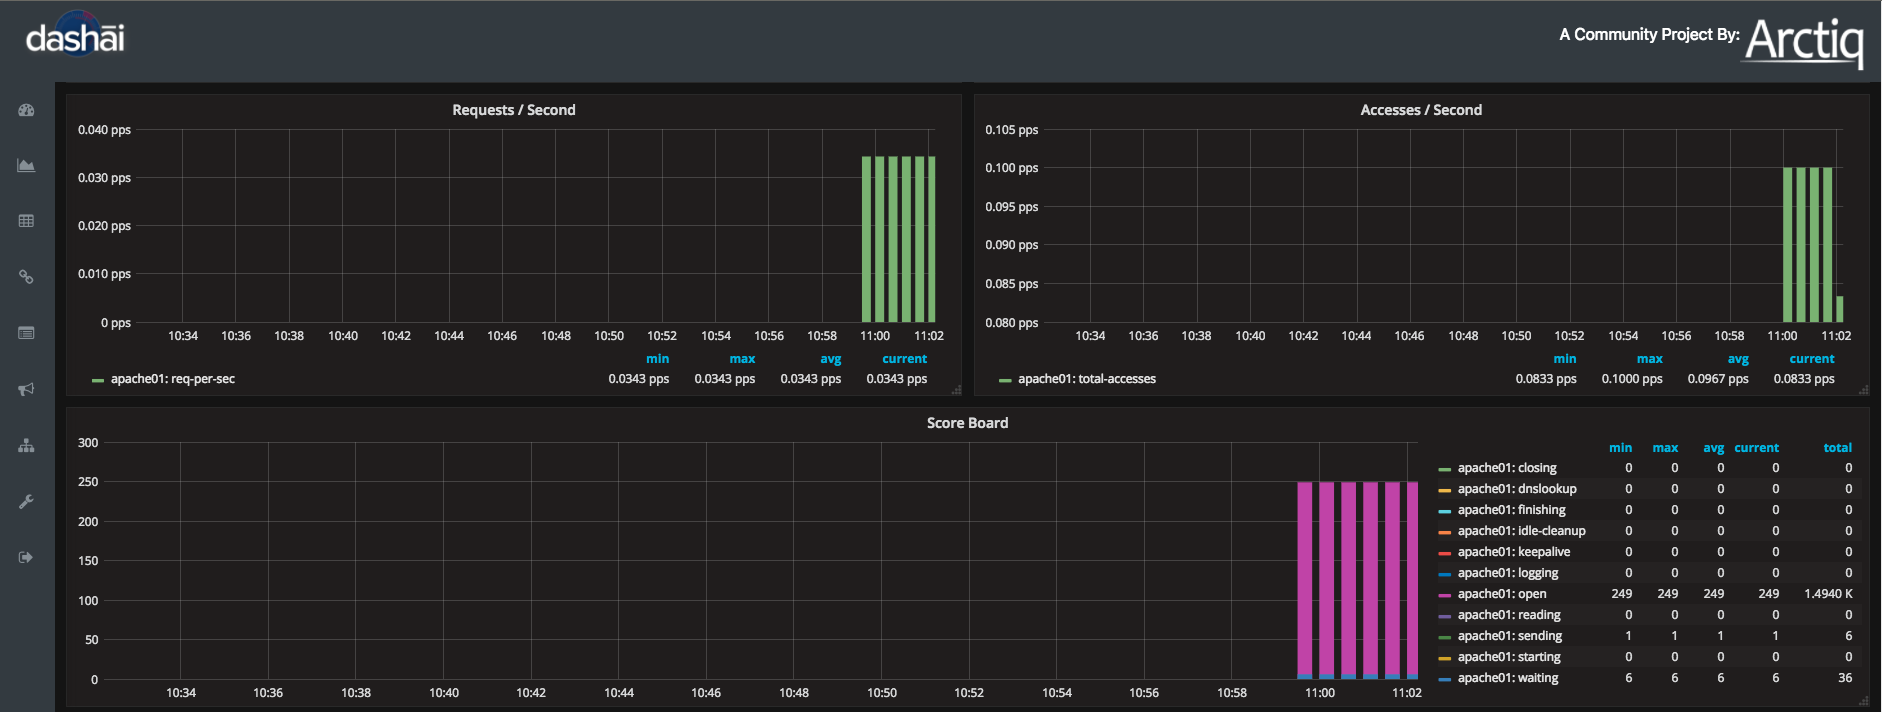 dashāi
A Community Project By: Arctiq
Requests / Second
0.040 pps
0.030 pps
0.020 pps
0.010 pps
0 pps
10:34 10:36 10:38 10:40 10:42 10:44 10:46 10:48 10:50 10:52 10:54 10:56 10:58 11:00 11:02
min max avg current
apache01: req-per-sec 0.0343 pps 0.0343 pps 0.0343 pps 0.0343 pps
Accesses / Second
0.105 pps
0.100 pps
0.095 pps
0.090 pps
0.085 pps
0.080 pps
10:34 10:36 10:38 10:40 10:42 10:44 10:46 10:48 10:50 10:52 10:54 10:56 10:58 11:00 11:02
min max avg current
apache01: total-accesses 0.0833 pps 0.1000 pps 0.0967 pps 0.0833 pps
Score Board
300
250
200
150
100
50
0
10:34 10:36 10:38 10:40 10:42 10:44 10:46 10:48 10:50 10:52 10:54 10:56 10:58 11:00 11:02
min max avg current total
apache01: closing 0 0 0 0 0
apache01: dnslookup 0 0 0 0 0
apache01: finishing 0 0 0 0 0
apache01: idle-cleanup 0 0 0 0 0
apache01: keepalive 0 0 0 0 0
apache01: logging 0 0 0 0 0
apache01: open 249 249 249 249 1.4940 K
apache01: reading 0 0 0 0 0
apache01: sending 1 1 1 1 6
apache01: starting 0 0 0 0 0
apache01: waiting 6 6 6 6 36